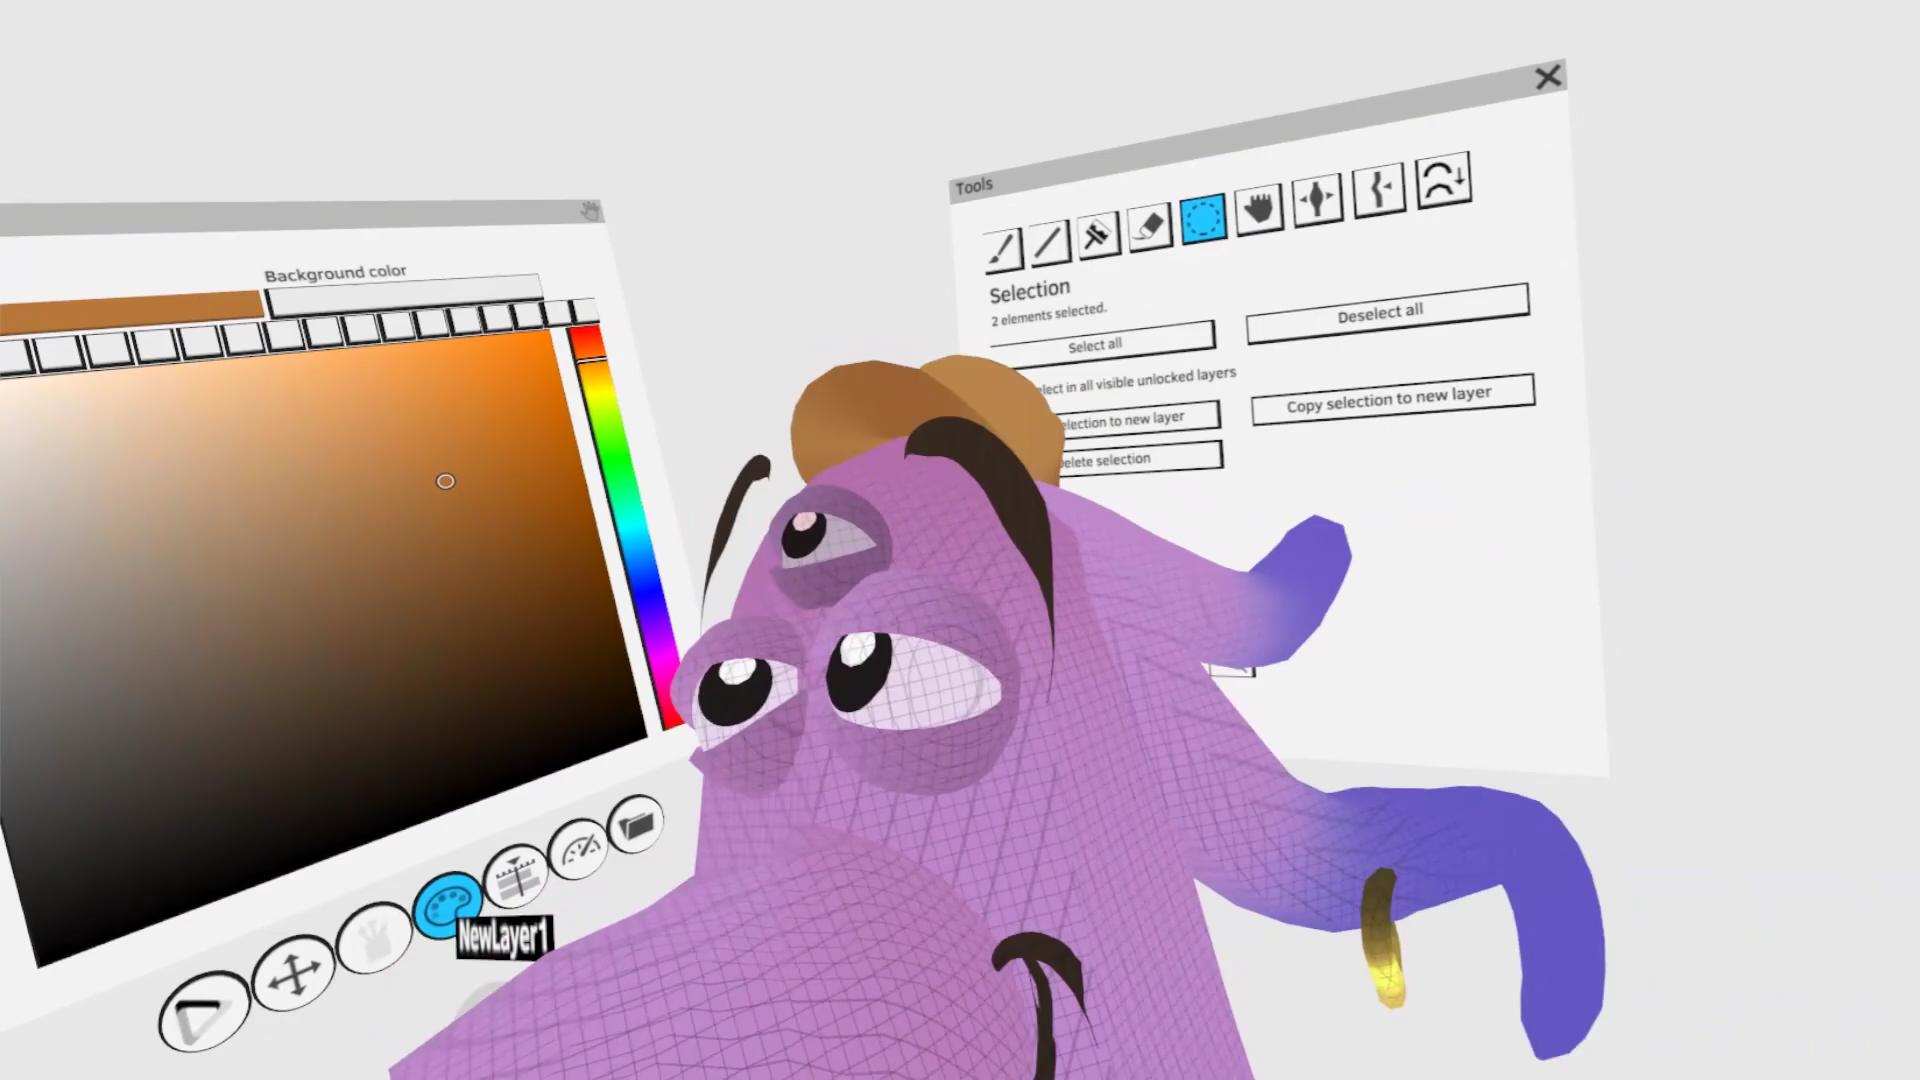 Background color
Tools
Selection
2 elements selected.
Select all
Deselect all
elect in all visible unlocked layers
election to new layer
Copy selection to new layer
elete selection
NewLayer1